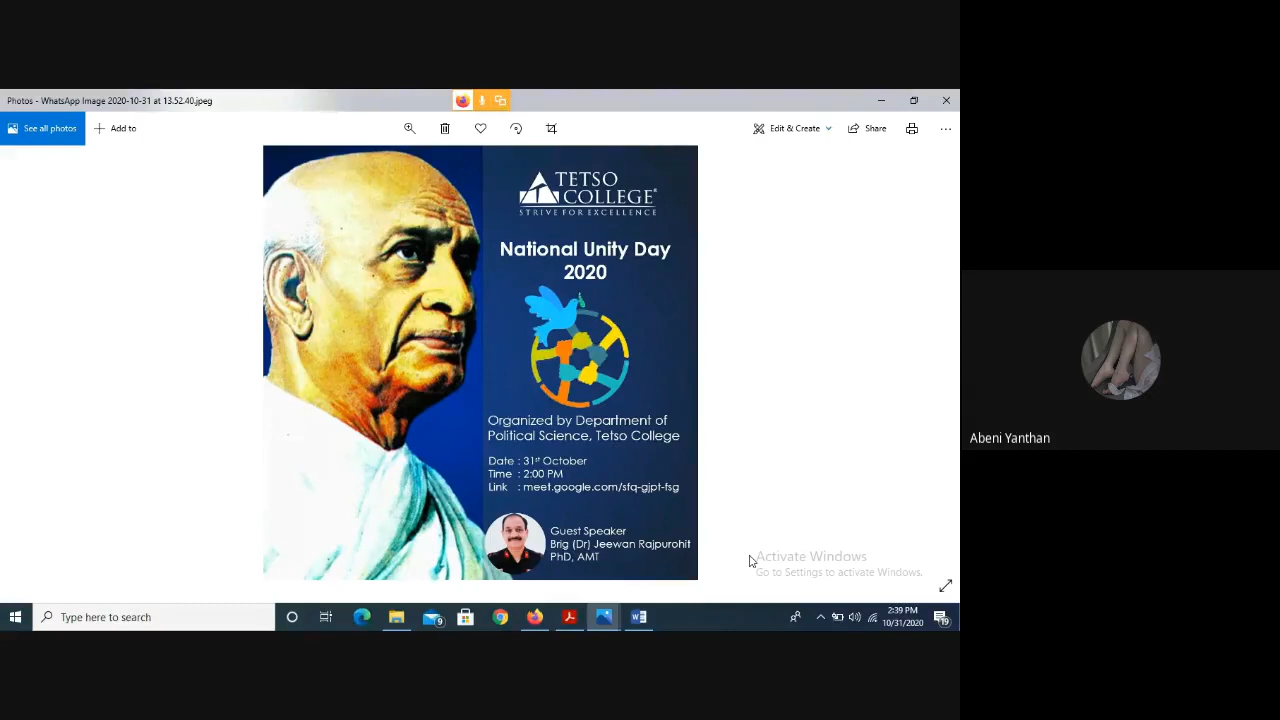 Photos - WhatsApp Image 2020-10-31 at 13.52.40.jpeg
See all photos
Add to
Edit & Create
Share
TETSO
COLLEGE®
STRIVE FOR EXCELLENCE
National Unity Day
2020
Organized by Department of
Political Science, Tetso College
Date : 31st October
Time : 2:00 PM
Link : meet.google.com/sfq-gjpt-fsg
Guest Speaker
Brig (Dr) Jeewan Rajpurohit
PhD, AMT
Activate Windows
Go to Settings to activate Windows.
Abeni Yanthan
Type here to search
9
2:39 PM
10/31/2020
19